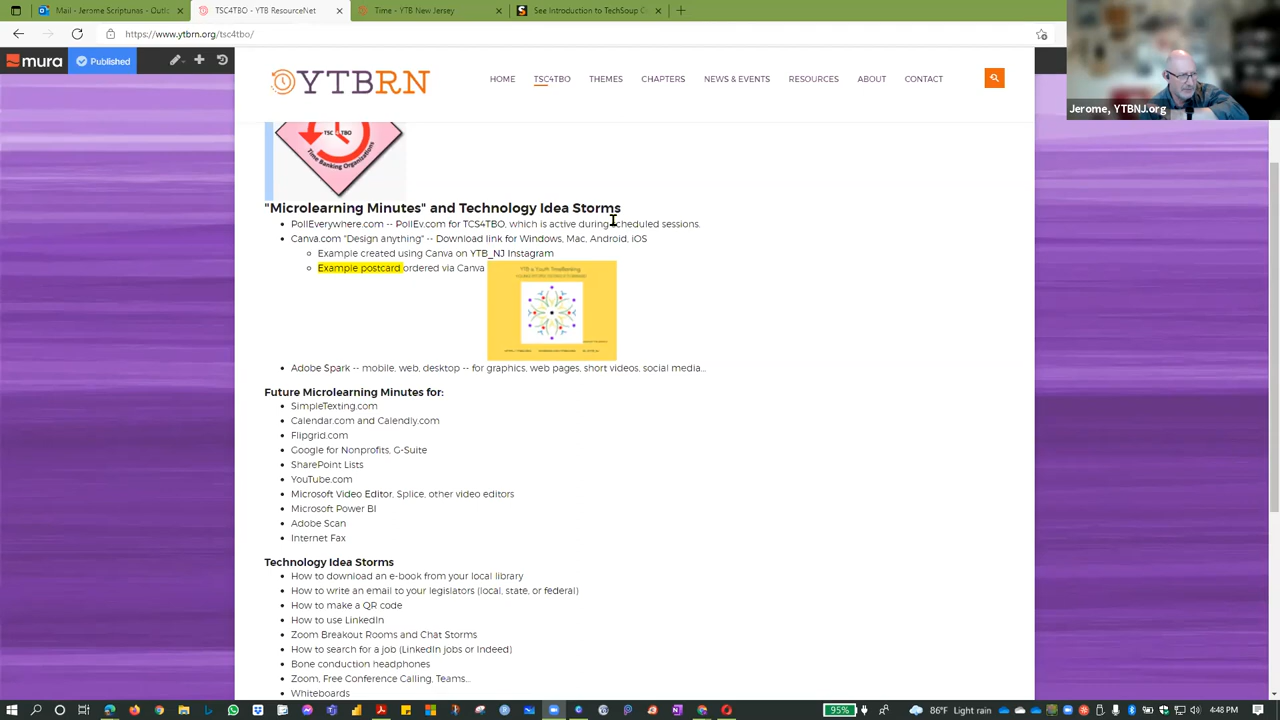 Mail - Jerome Scriptunas - Outlo
TSC4TBO - YTB ResourceNet
Time - YTB New Jersey
See Introduction to TechSoup C
https://www.ytbrn.org/tsc4tbo/
mura
Published
YTBRN
HOME
TSC4TBO
THEMES
CHAPTERS
NEWS & EVENTS
RESOURCES
ABOUT
CONTACT
Jerome, YTBNJ.org
TSC TBO
Time Banking Organizations
"Microlearning Minutes" and Technology Idea Storms
PollEverywhere.com -- PollEv.com for TCS4TBO, which is active during scheduled sessions.
Canva.com "Design anything" -- Download link for Windows, Mac, Android, iOS
Example created using Canva on YTB_NJ Instagram
Example postcard ordered via Canva
YTB & Youth TimeBanking
Adobe Spark -- mobile, web, desktop -- for graphics, web pages, short videos, social media...
Future Microlearning Minutes for:
SimpleTexting.com
Calendar.com and Calendly.com
Flipgrid.com
Google for Nonprofits, G-Suite
SharePoint Lists
YouTube.com
Microsoft Video Editor, Splice, other video editors
Microsoft Power BI
Adobe Scan
Internet Fax
Technology Idea Storms
How to download an e-book from your local library
How to write an email to your legislators (local, state, or federal)
How to make a QR code
How to use LinkedIn
Zoom Breakout Rooms and Chat Storms
How to search for a job (LinkedIn jobs or Indeed)
Bone conduction headphones
Zoom, Free Conference Calling, Teams...
Whiteboards
95%
86°F Light rain
4:48 PM